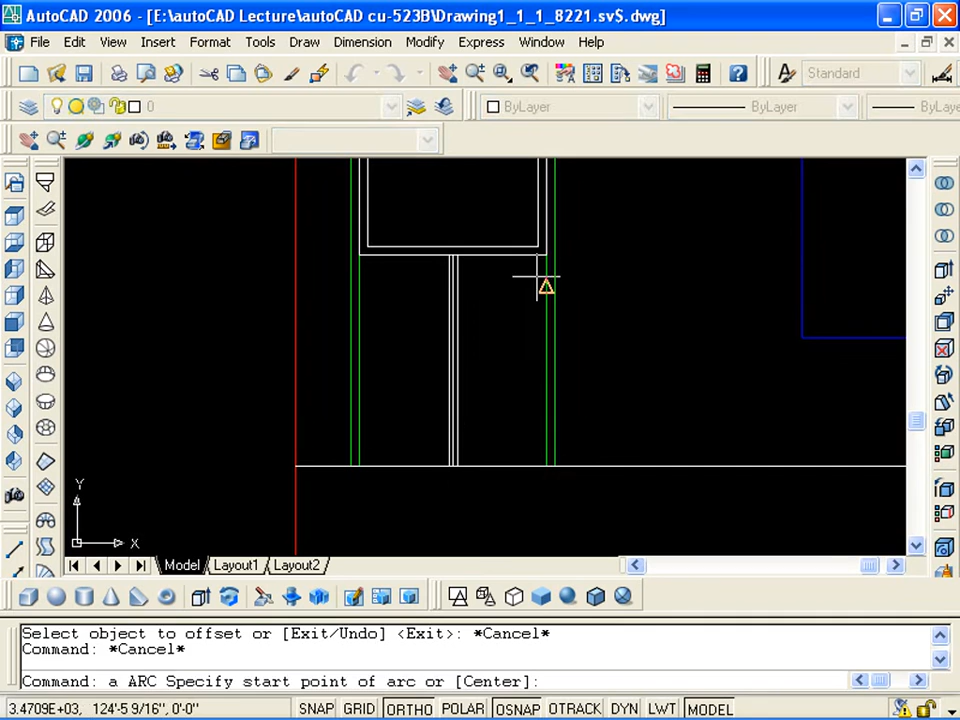 AutoCAD 2006 - [E:\autoCAD Lecture\autoCAD cu-523B\Drawing1_1_1_8221.sv$.dwg]
File Edit View Insert Format Tools Draw Dimension Modify Express Window Help
Standard
0 ByLayer ByLayer ByLaye
Y
X
Model Layout1 Layout2
Select object to offset or [Exit/Undo] <Exit>: *Cancel*
Command: *Cancel*
Command: a ARC Specify start point of arc or [Center]:
3.4709E+03, 124'-5 9/16", 0'-0" SNAP GRID ORTHO POLAR OSNAP OTRACK DYN LWT MODEL